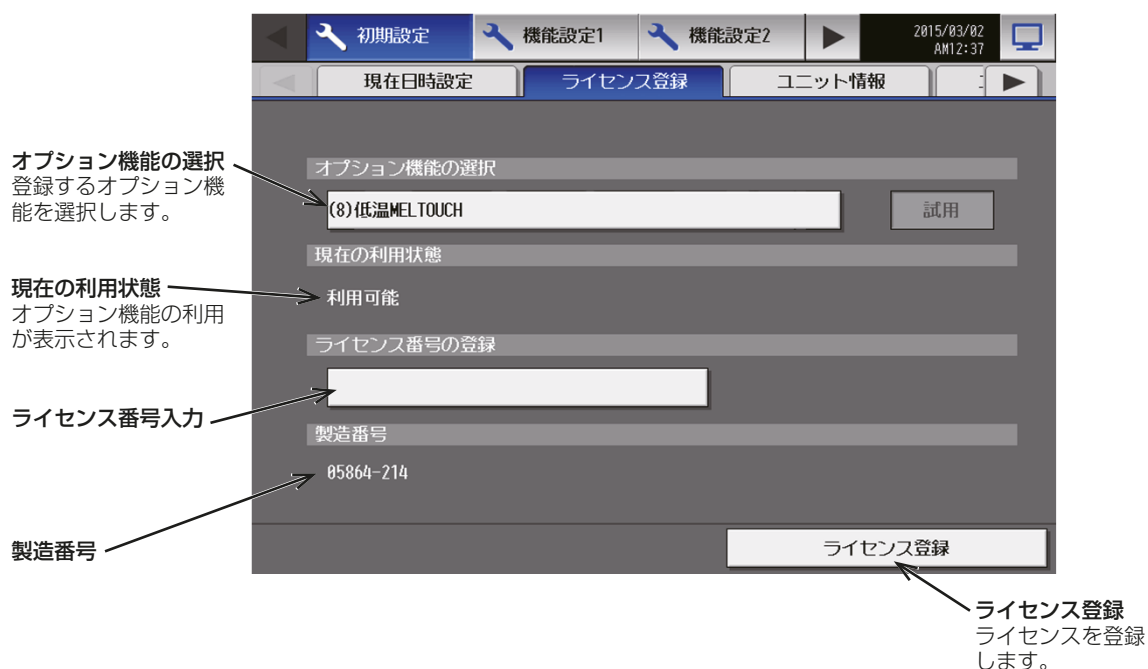 初期設定
機能設定1
機能設定2
2015/03/02
AM12:37
現在日時設定
ライセンス登録
ユニット情報
オプション機能の選択
登録するオプション機
能を選択します。
オプション機能の選択
(8)低温MELTOUCH
試用
現在の利用状態
オプション機能の利用
が表示されます。
現在の利用状態
利用可能
ライセンス番号の登録
ライセンス番号入力
製造番号
05864-214
製造番号
ライセンス登録
ライセンス登録
ライセンスを登録
します。